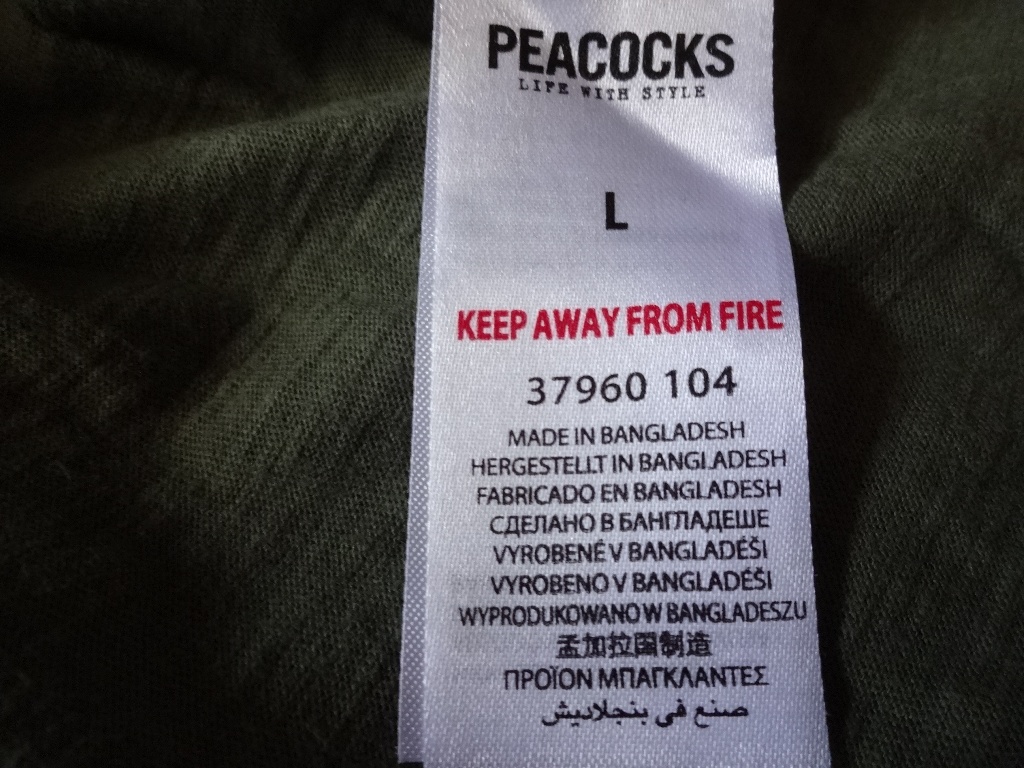 PEACOCKS
LIFE WITH STYLE
L
KEEP AWAY FROM FIRE
37960 104
MADE IN BANGLADESH
HERGESTELLT IN BANGLADESH
FABRICADO EN BANGLADESH
СДЕЛАНО В БАНГЛАДЕШЕ
VYROBENÉ V BANGLADÉŠI
VYROBENO V BANGLADÉŠI
WYPRODUKOWANO W BANGLADESZU
孟加拉国制造
ΠΡΟΪΟΝ ΜΠΑΓΚΛΑΝΤΕΣ
صنع في بنجلاديش